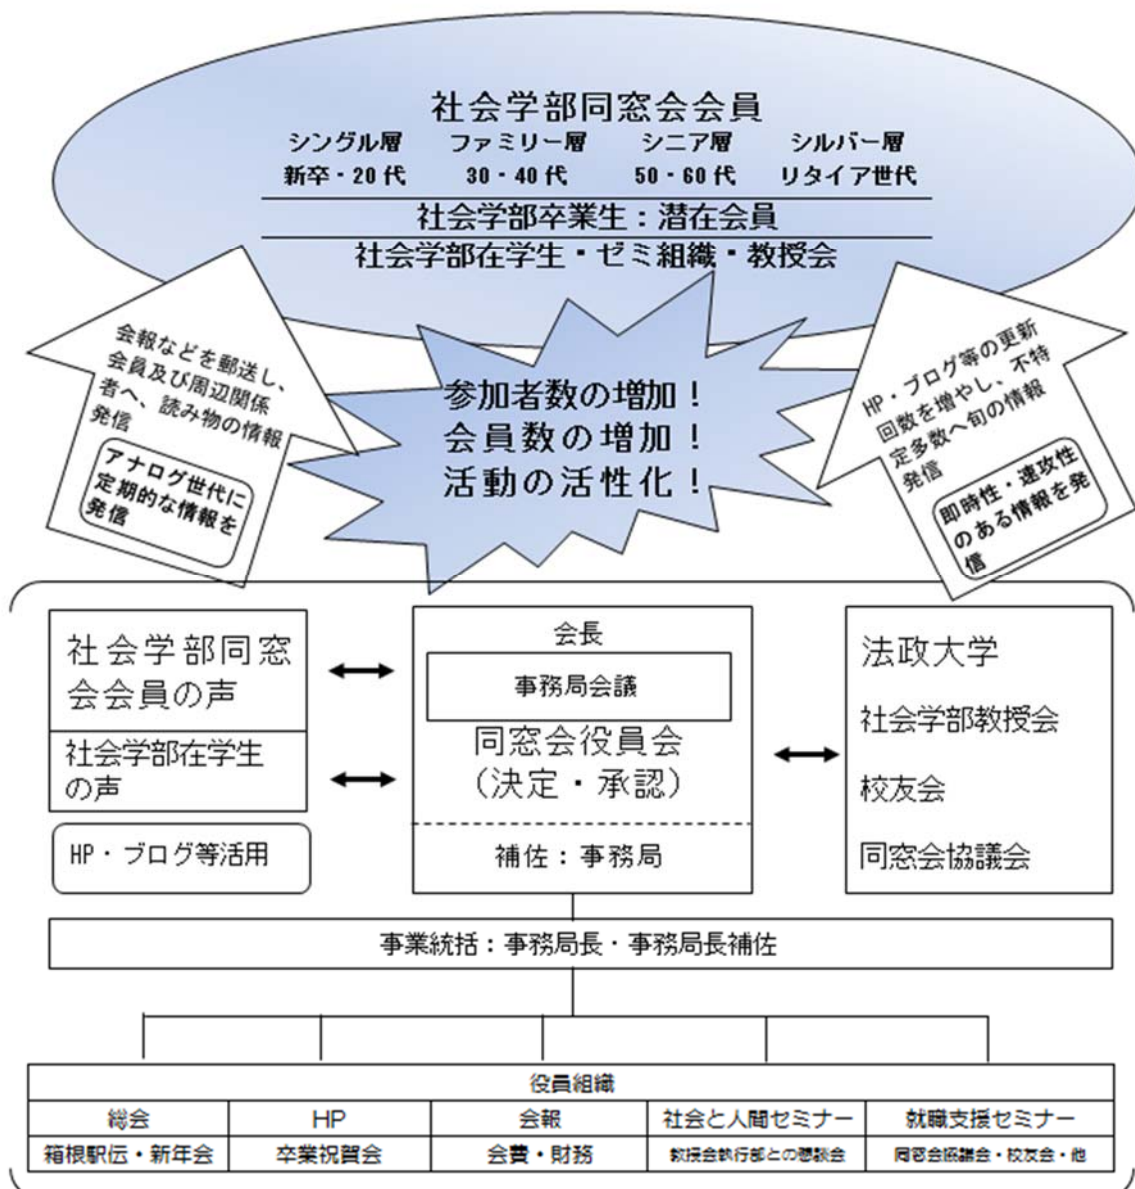 社会学部同窓会会員
シングル層 ファミリー層 シニア層 シルバー層
新卒・20代 30・40代 50・60代 リタイア世代
社会学部卒業生：潜在会員
社会学部在学生・ゼミ組織・教授会
会報などを郵送し、
会員及び周辺関係
者へ、読み物の情報
発信
アナログ世代に
定期的な情報を
発信
参加者数の増加！
会員数の増加！
活動の活性化！
HP・ブログ等の更新
回数を増やし、不特
定多数へ旬の情報
発信
即時性・速攻性
のある情報を発
信
社会学部同窓
会会員の声
社会学部在学生
の声
HP・ブログ等活用
会長
事務局会議
同窓会役員会
（決定・承認）
補佐：事務局
法政大学
社会学部教授会
校友会
同窓会協議会
事業統括：事務局長・事務局長補佐
役員組織
総会 HP 会報 社会と人間セミナー 就職支援セミナー
箱根駅伝・新年会 卒業祝賀会 会費・財務 教授会執行部との懇談会 同窓会協議会・校友会・他